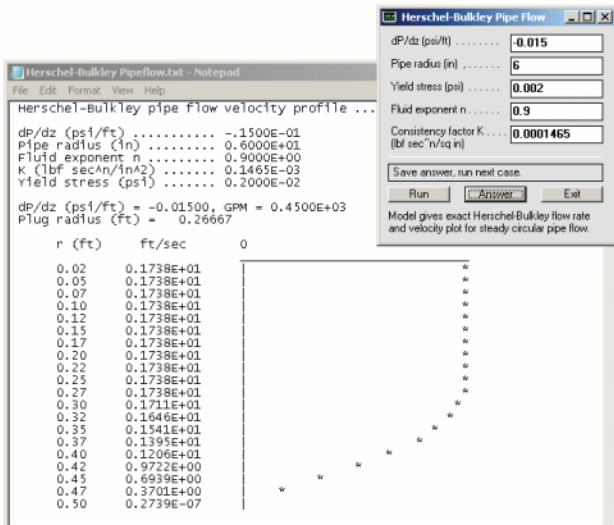 Herschel-Bulkley Pipe Flow
dP/dz (psi/ft) ........ -0.015
Pipe radius (in) ....... 6
Yield stress (psi) ...... 0.002
Fluid exponent n ...... 0.9
Consistency factor K .... 0.0001465
(lbf sec^n/sq in)
Save answer, run next case.
Run Answer Exit
Model gives exact Herschel-Bulkley flow rate
and velocity plot for steady circular pipe flow.
Herschel-Bulkley Pipeflow.txt - Notepad
File Edit Format View Help
Herschel-Bulkley pipe flow velocity profile ...
dP/dz (psi/ft) ........... -.1500E-01
Pipe radius (in) ......... 0.6000E+01
Fluid exponent n ......... 0.9000E+00
K (lbf sec^n/in^2) ....... 0.1465E-03
Yield stress (psi) ....... 0.2000E-02
dP/dz (psi/ft) = -0.01500, GPM = 0.4500E+03
Plug radius (ft) = 0.26667
r (ft) ft/sec 0
0.02 0.1738E+01 | *
0.05 0.1738E+01 | *
0.07 0.1738E+01 | *
0.10 0.1738E+01 | *
0.12 0.1738E+01 | *
0.15 0.1738E+01 | *
0.17 0.1738E+01 | *
0.20 0.1738E+01 | *
0.22 0.1738E+01 | *
0.25 0.1738E+01 | *
0.27 0.1738E+01 | *
0.30 0.1711E+01 | *
0.32 0.1646E+01 | *
0.35 0.1541E+01 | *
0.37 0.1395E+01 | *
0.40 0.1206E+01 | *
0.42 0.9722E+00 | *
0.45 0.6939E+00 | *
0.47 0.3701E+00 | *
0.50 0.2739E-07 |